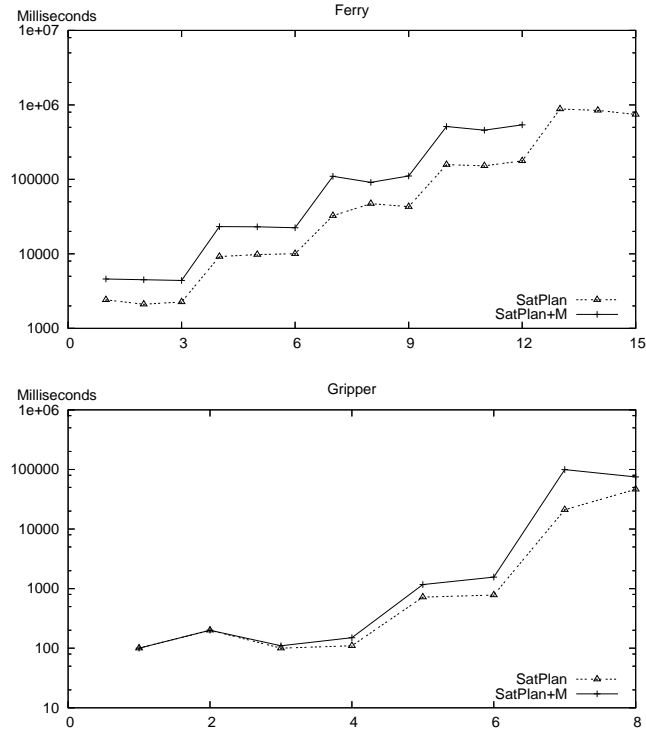 Ferry
Milliseconds
1e+07
1e+06
100000
10000
1000
0 3 6 9 12 15
SatPlan
SatPlan+M
Gripper
Milliseconds
1e+06
100000
10000
1000
100
10
0 2 4 6 8
SatPlan
SatPlan+M